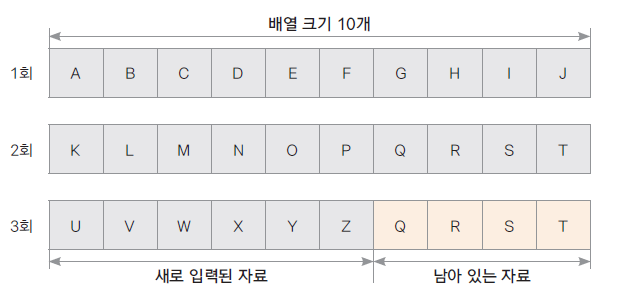 배열 크기 10개
1회 A B C D E F G H I J
2회 K L M N O P Q R S T
3회 U V W X Y Z Q R S T
새로 입력된 자료 남아 있는 자료